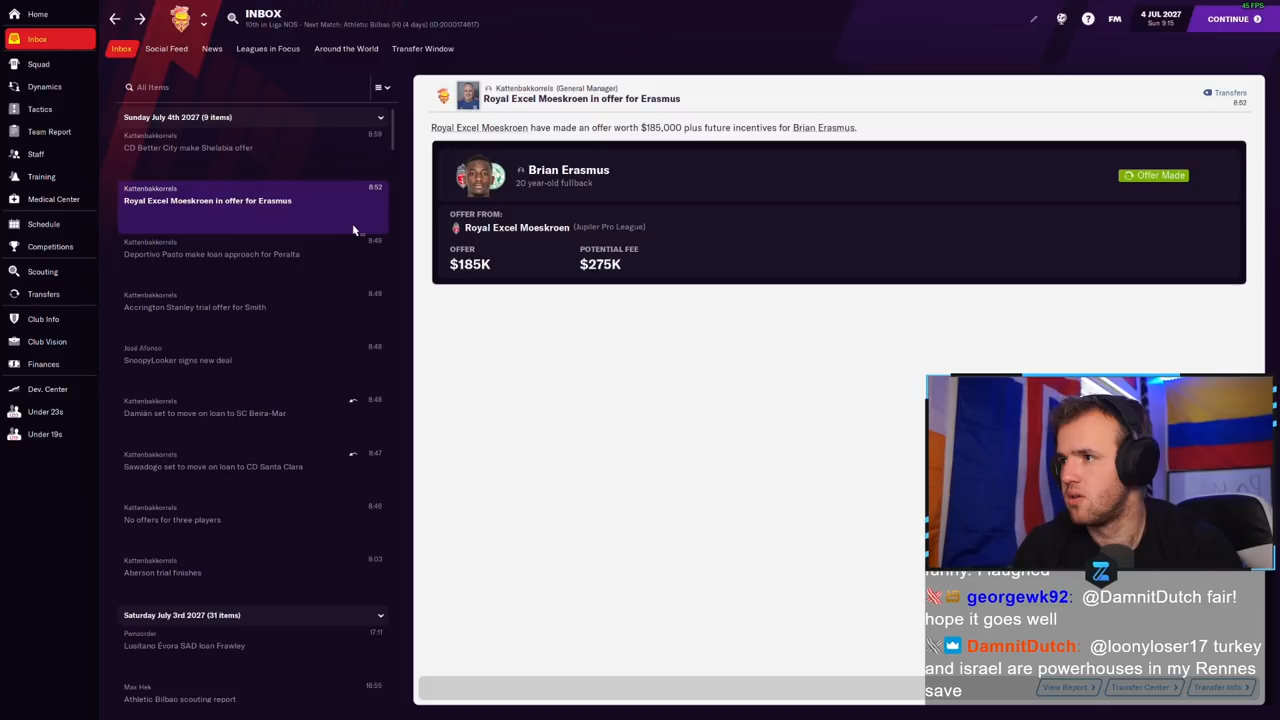 45 FPS
Home
INBOX
10th in Liga NOS - Next Match: Athletic Bilbao (H) (4 days) (ID:2000174617)
FM
4 JUL 2027
Sun 9:15
CONTINUE
Inbox
Inbox
Social Feed
News
Leagues in Focus
Around the World
Transfer Window
Squad
Dynamics
Tactics
Team Report
Staff
Training
Medical Center
Schedule
Competitions
Scouting
Transfers
Club Info
Club Vision
Finances
Dev. Center
Under 23s
Under 19s
All Items
Sunday July 4th 2027 (9 items)
Kattenbakkorrels 8:59
CD Better City make Shelabia offer
Kattenbakkorrels 8:52
Royal Excel Moeskroen in offer for Erasmus
Kattenbakkorrels 8:49
Deportivo Pasto make loan approach for Peralta
Kattenbakkorrels 8:49
Accrington Stanley trial offer for Smith
José Afonso 8:48
SnoopyLooker signs new deal
Kattenbakkorrels 8:48
Damián set to move on loan to SC Beira-Mar
Kattenbakkorrels 8:47
Sawadogo set to move on loan to CD Santa Clara
Kattenbakkorrels 8:46
No offers for three players
Kattenbakkorrels 8:03
Aberson trial finishes
Saturday July 3rd 2027 (31 items)
Pwnzorder 17:11
Lusitano Évora SAD loan Frawley
Max Hek 16:55
Athletic Bilbao scouting report
Kattenbakkorrels (General Manager)
Royal Excel Moeskroen in offer for Erasmus
Transfers
8:52
Royal Excel Moeskroen have made an offer worth $185,000 plus future incentives for Brian Erasmus.
Brian Erasmus
20 year-old fullback
Offer Made
OFFER FROM:
Royal Excel Moeskroen (Jupiler Pro League)
OFFER POTENTIAL FEE
$185K $275K
funny. I laughed
georgewk92: @DamnitDutch fair!
hope it goes well
DamnitDutch: @loonyloser17 turkey
and israel are powerhouses in my Rennes
save
View Report
Transfer Center
Transfer Info